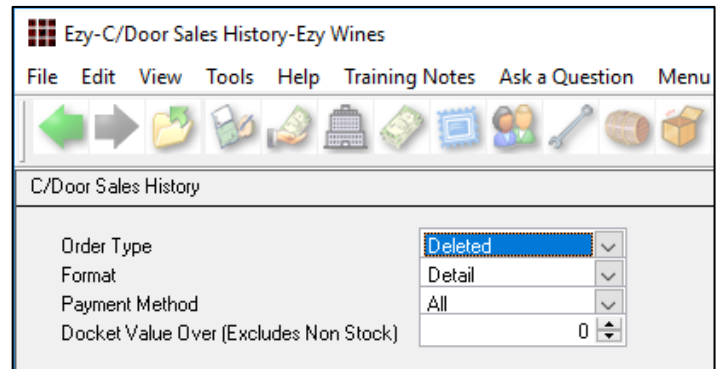 Ezy-C/Door Sales History-Ezy Wines
File Edit View Tools Help Training Notes Ask a Question Menu
C/Door Sales History
Order Type Deleted
Format Detail
Payment Method All
Docket Value Over (Excludes Non Stock) 0